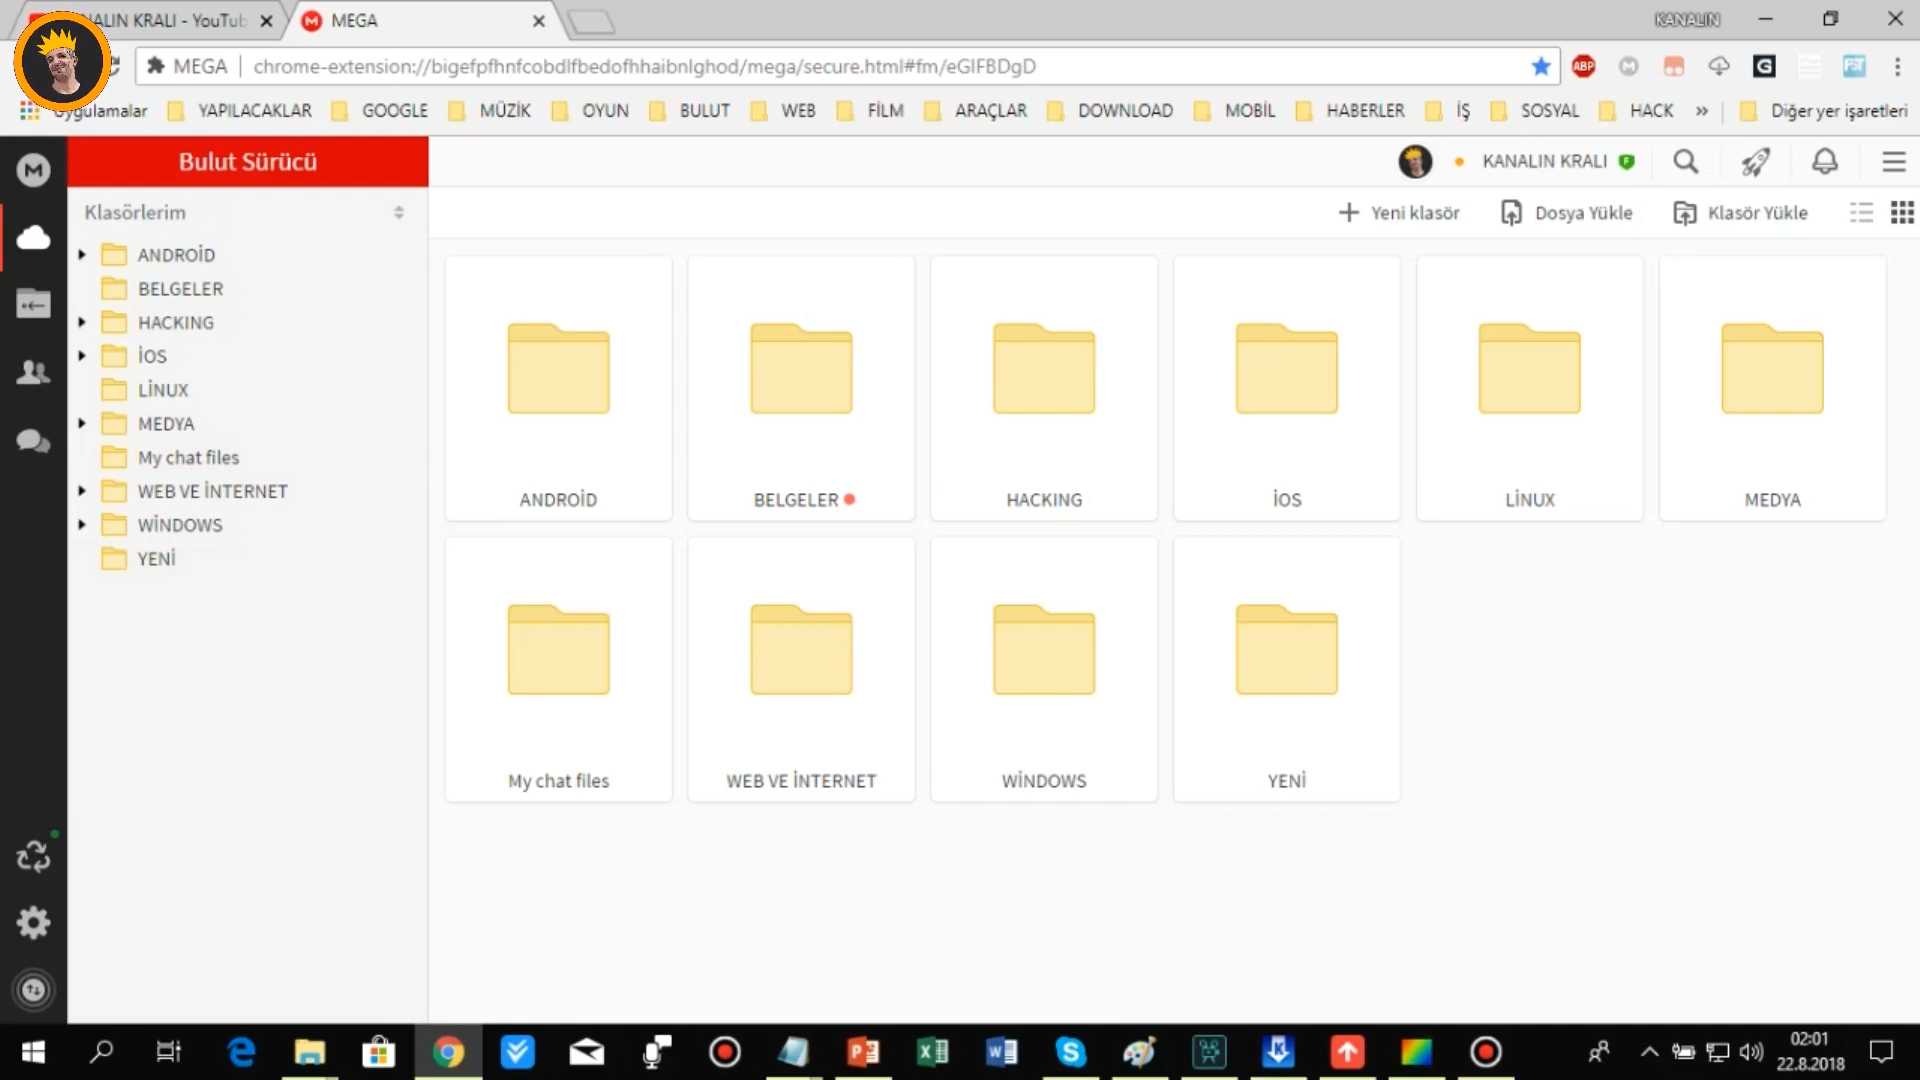 ALIN KRALI - YouTub
MEGA
KANALIN
MEGA
chrome-extension://bigefpfhnfcobdlfbedofhhaibnlghod/mega/secure.html#fm/eGlFBDgD
ABP
Uygulamalar
YAPILACAKLAR
GOOGLE
MÜZİK
OYUN
BULUT
WEB
FİLM
ARAÇLAR
DOWNLOAD
MOBİL
HABERLER
İŞ
SOSYAL
HACK
»
Diğer yer işaretleri
Bulut Sürücü
KANALIN KRALI
Klasörlerim
Yeni klasör
Dosya Yükle
Klasör Yükle
ANDROİD
BELGELER
HACKING
İOS
LİNUX
MEDYA
My chat files
WEB VE İNTERNET
WİNDOWS
YENİ
ANDROİD
BELGELER
HACKING
İOS
LİNUX
MEDYA
My chat files
WEB VE İNTERNET
WİNDOWS
YENİ
02:01
22.8.2018